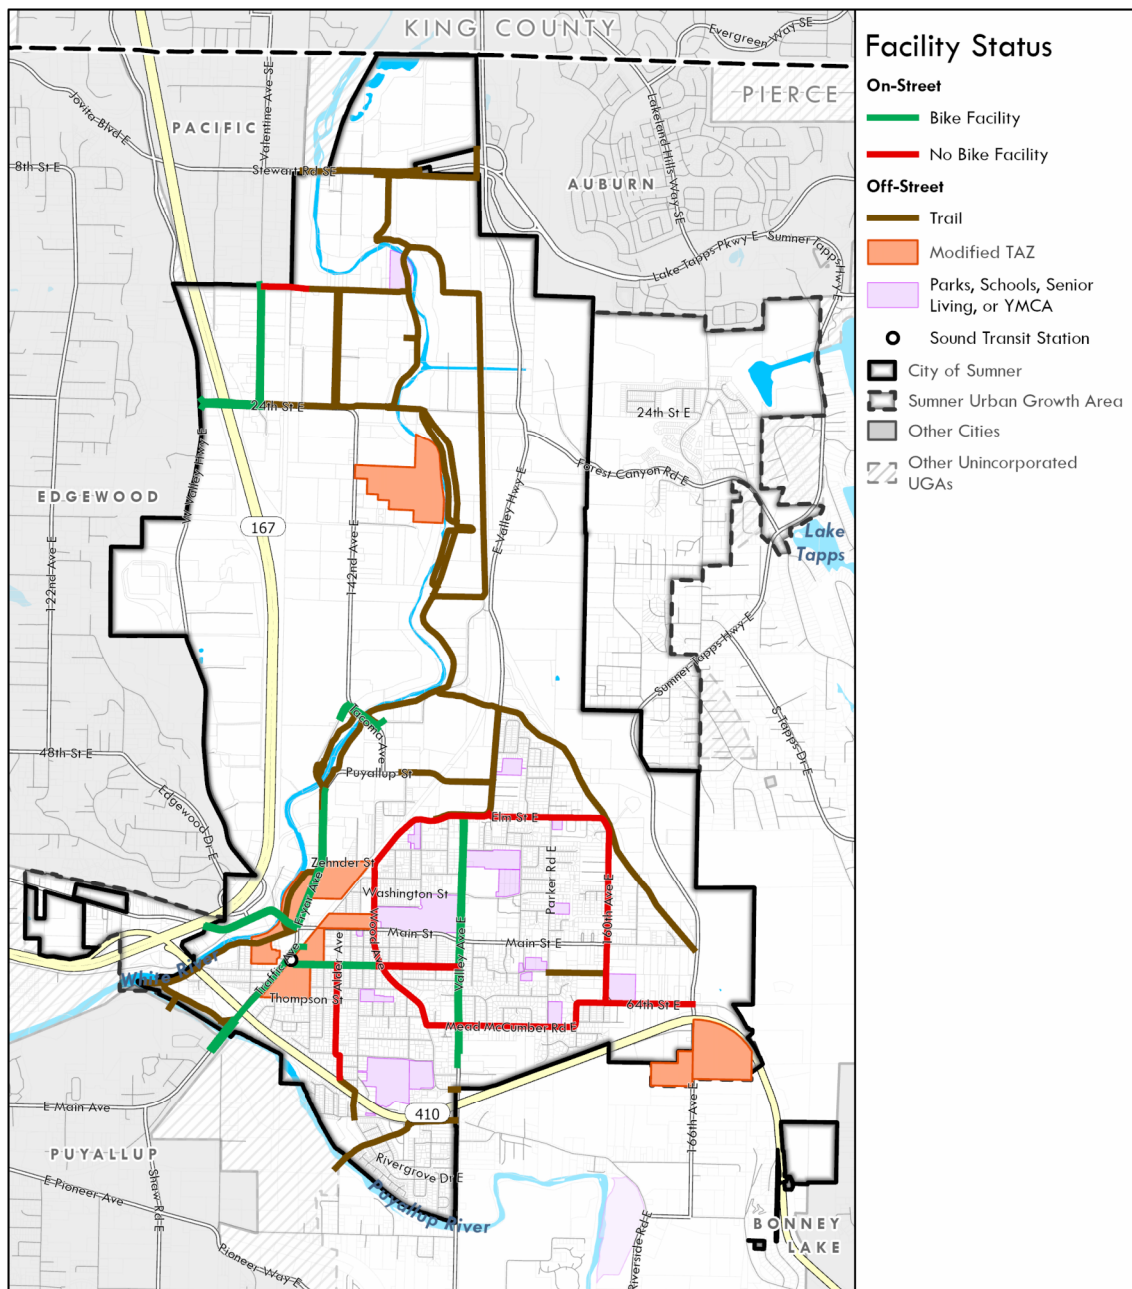 KING COUNTY
Evergreen Way SE
PIERCE
Jovita Blvd E
Valentine Ave SE
PACIFIC
Lakeland Hills Way SE
8th St E
Stewart Rd SE
AUBURN
Lake Tapps Pkwy E
Sumner Tapps Hwy E
24th St E
24th St E
W Valley Hwy E
E Valley Hwy E
Forest Canyon Rd E
EDGEWOOD
167
122nd Ave E
142nd Ave E
Lake
Tapps
Sumner Tapps Hwy E
S Tapps Dr E
Tacoma Ave
48th St E
Puyallup St
Edgewood Dr E
Elm St E
Zehnder St
Parker Rd E
Washington St
Fryar Ave
Wood Ave
160th Ave E
Main St
Main St E
Valley Ave E
Alder Ave
Traffic Ave
White River
Thompson St
64th St E
Mead McCumber Rd E
E Main Ave
410
166th Ave E
PUYALLUP
Rivergrove Dr E
Shaw Rd E
E Pioneer Ave
Puyallup River
Pioneer Way E
Riverside Rd E
BONNEY
LAKE
Facility Status
On-Street
Bike Facility
No Bike Facility
Off-Street
Trail
Modified TAZ
Parks, Schools, Senior
Living, or YMCA
Sound Transit Station
City of Sumner
Sumner Urban Growth Area
Other Cities
Other Unincorporated
UGAs